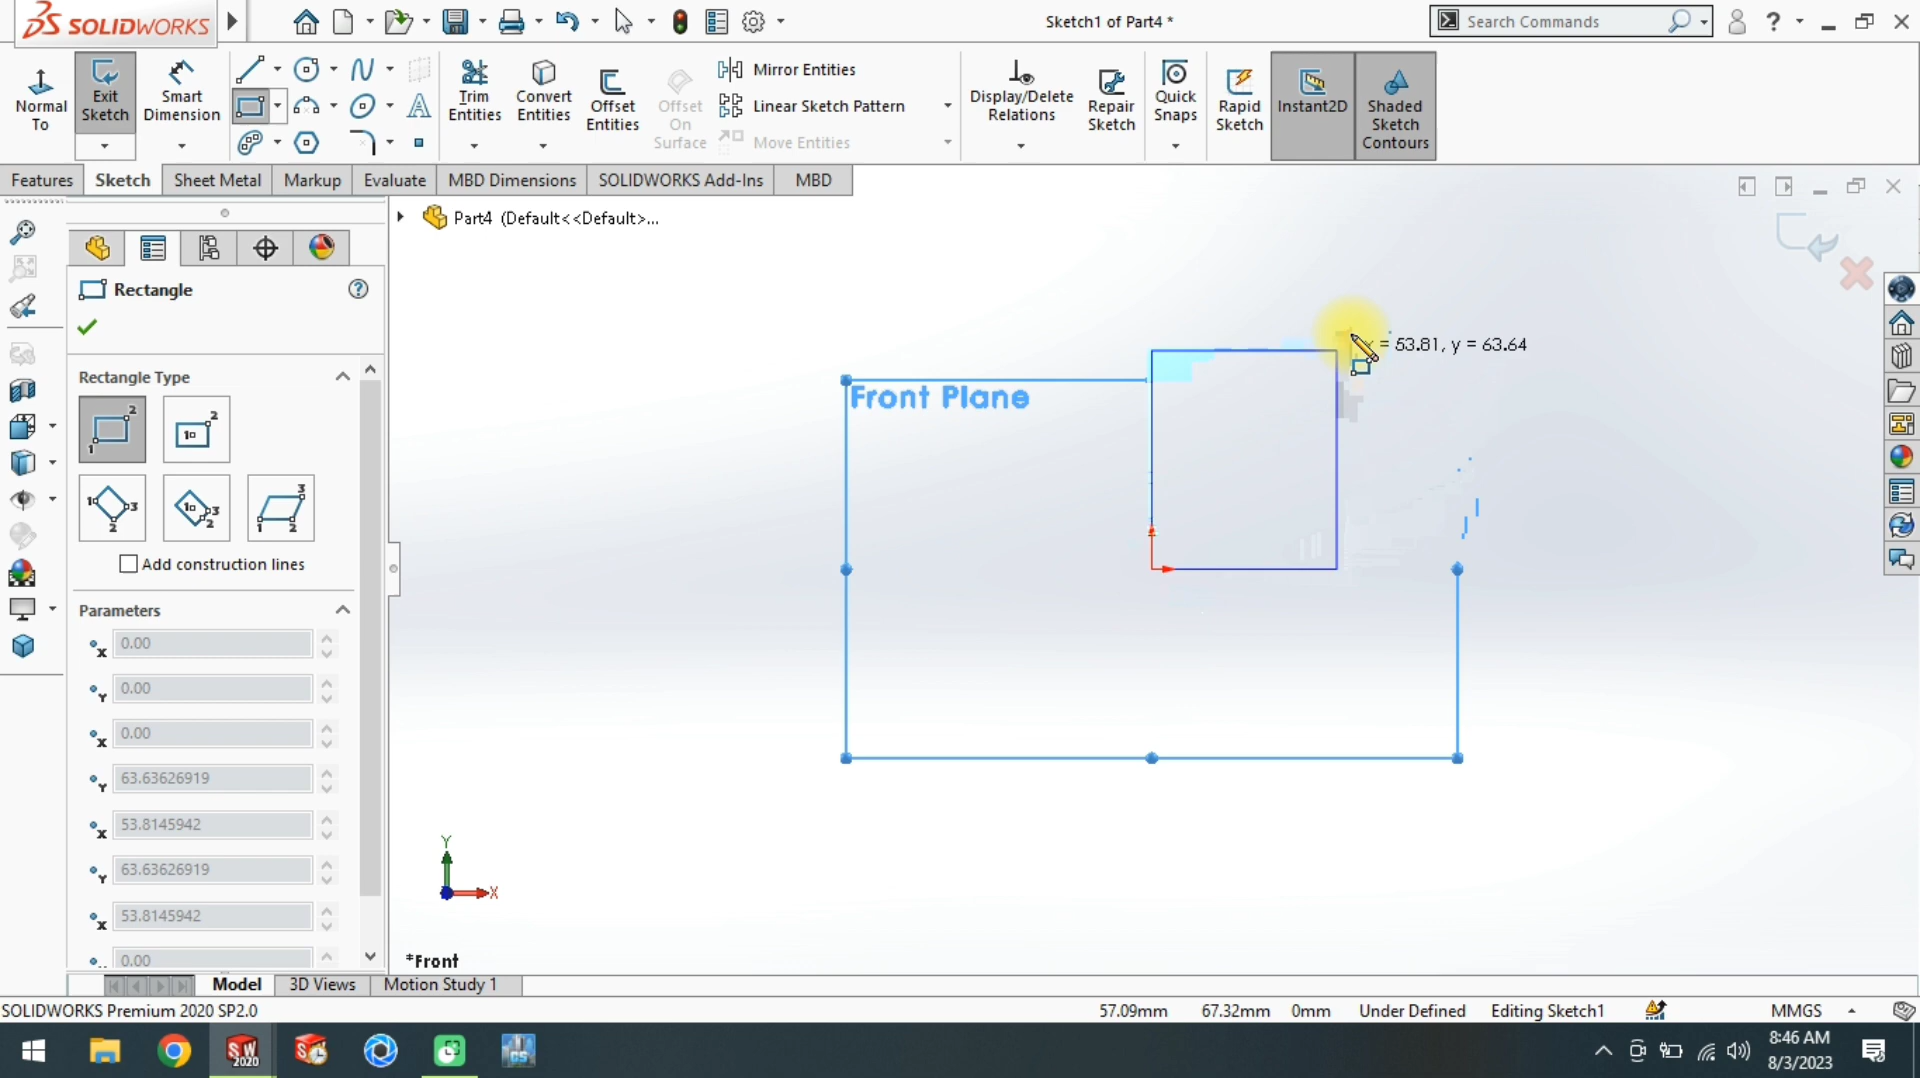 SOLIDWORKS
Sketch1 of Part4 *
Search Commands
?
Normal To
Exit Sketch
Smart Dimension
Trim Entities
Convert Entities
Offset Entities
Offset On Surface
Mirror Entities
Linear Sketch Pattern
Move Entities
Display/Delete Relations
Repair Sketch
Quick Snaps
Rapid Sketch
Instant2D
Shaded Sketch Contours
Features
Sketch
Sheet Metal
Markup
Evaluate
MBD Dimensions
SOLIDWORKS Add-Ins
MBD
Part4 (Default<<Default>...
Rectangle
Rectangle Type
Add construction lines
Parameters
X 0.00
Y 0.00
X 0.00
Y 63.63626919
X 53.8145942
Y 63.63626919
X 53.8145942
0.00
Front Plane
x = 53.81, y = 63.64
Y
X
*Front
Model
3D Views
Motion Study 1
SOLIDWORKS Premium 2020 SP2.0
57.09mm
67.32mm
0mm
Under Defined
Editing Sketch1
MMGS
8:46 AM
8/3/2023